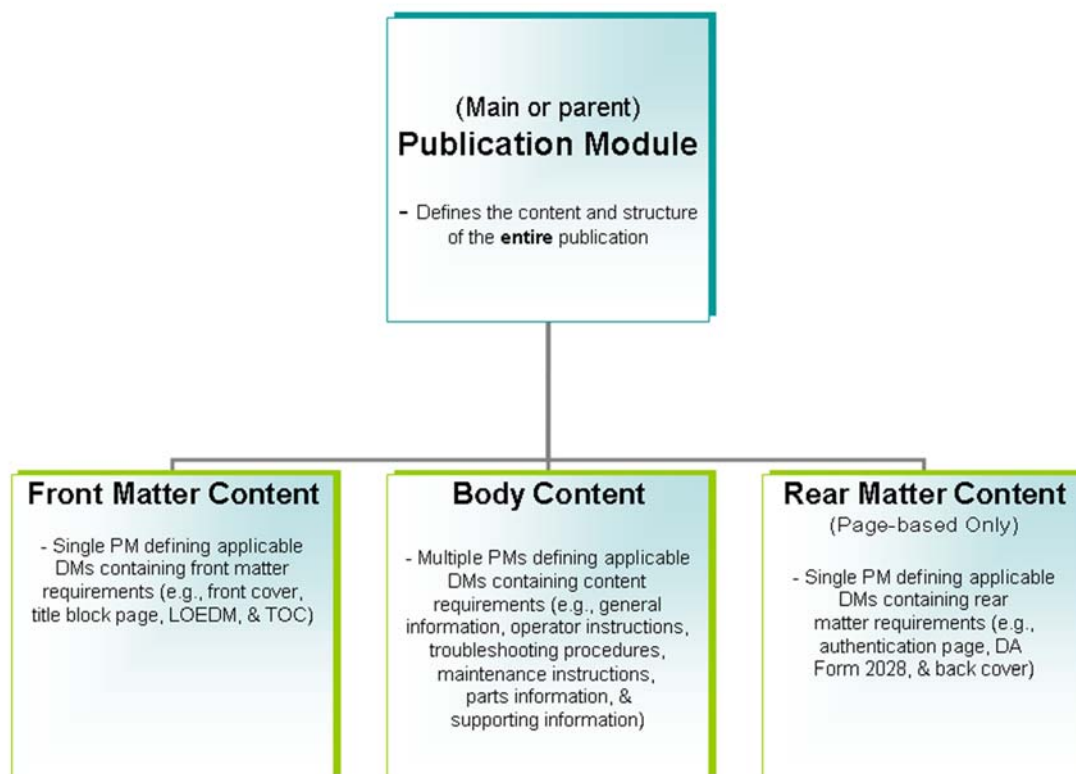 (Main or parent)
Publication Module
- Defines the content and structure
of the entire publication
Front Matter Content
- Single PM defining applicable
DMs containing front matter
requirements (e.g., front cover,
title block page, LOEDM, & TOC)
Body Content
- Multiple PMs defining applicable
DMs containing content
requirements (e.g., general
information, operator instructions,
troubleshooting procedures,
maintenance instructions,
parts information, &
supporting information)
Rear Matter Content
(Page-based Only)
- Single PM defining applicable
DMs containing rear
matter requirements (e.g.,
authentication page, DA
Form 2028, & back cover)